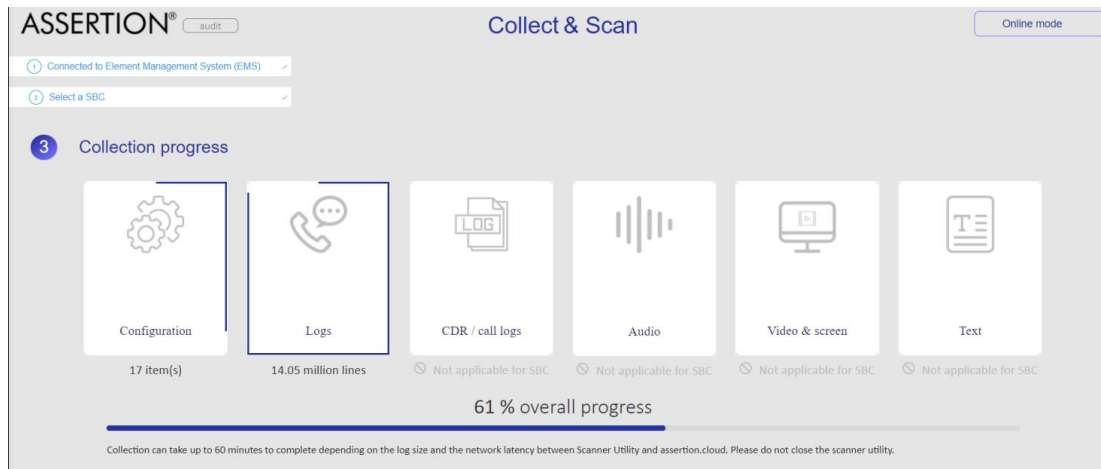 ASSERTION® audit
Collect & Scan
Online mode
1 Connected to Element Management System (EMS)
2 Select a SBC
3 Collection progress
LOG
T
Configuration
Logs
CDR / call logs
Audio
Video & screen
Text
17 item(s)
14.05 million lines
Not applicable for SBC
Not applicable for SBC
Not applicable for SBC
Not applicable for SBC
61 % overall progress
Collection can take up to 60 minutes to complete depending on the log size and the network latency between Scanner Utility and assertion.cloud. Please do not close the scanner utility.